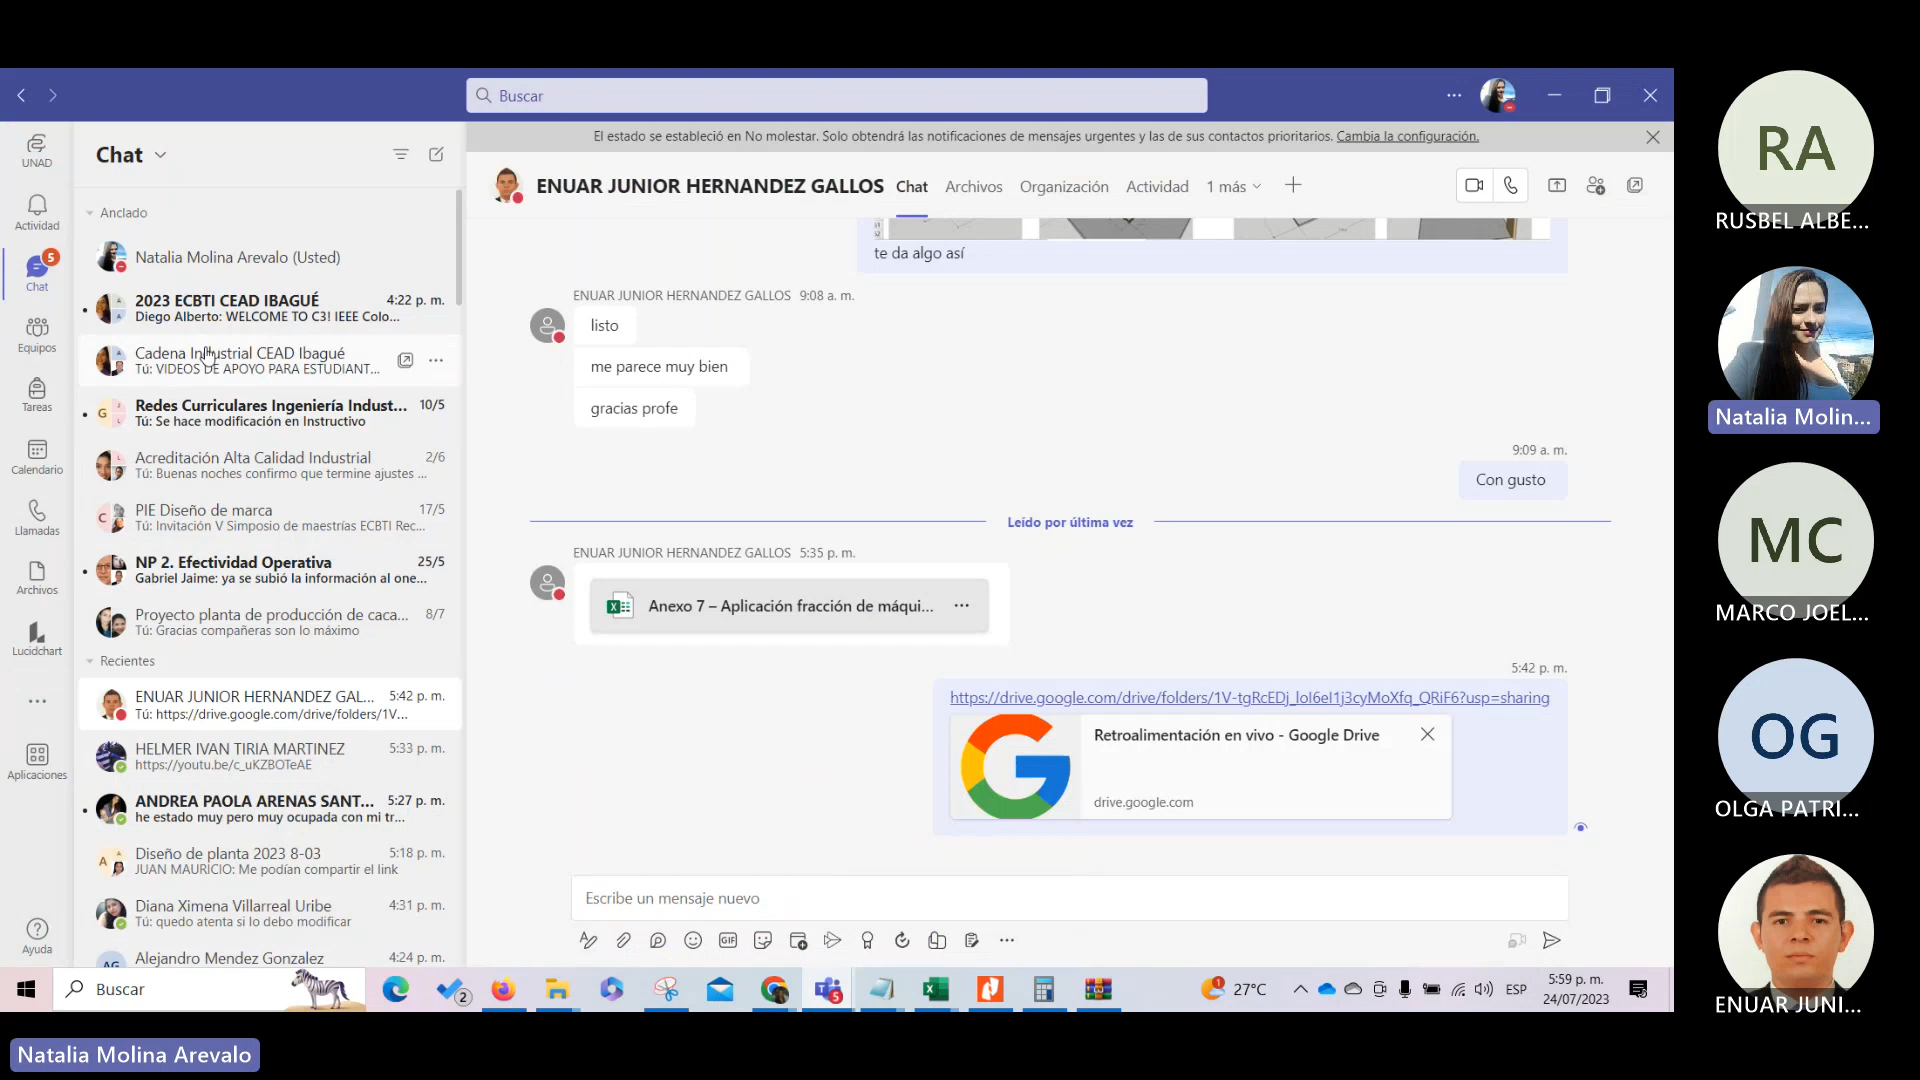 Buscar
El estado se estableció en No molestar. Solo obtendrá las notificaciones de mensajes urgentes y las de sus contactos prioritarios. Cambia la configuración.
UNAD
Actividad
Chat
5
Equipos
Tareas
Calendario
Llamadas
Archivos
Lucidchart
Aplicaciones
Ayuda
Chat
Anclado
Natalia Molina Arevalo (Usted)
2023 ECBTI CEAD IBAGUÉ 4:22 p. m.
Diego Alberto: WELCOME TO C3! IEEE Colo...
Cadena Industrial CEAD Ibagué
Tú: VIDEOS DE APOYO PARA ESTUDIANT...
Redes Curriculares Ingeniería Indust... 10/5
Tú: Se hace modificación en Instructivo
Acreditación Alta Calidad Industrial 2/6
Tú: Buenas noches confirmo que termine ajustes ...
PIE Diseño de marca 17/5
Tú: Invitación V Simposio de maestrías ECBTI Rec...
NP 2. Efectividad Operativa 25/5
Gabriel Jaime: ya se subió la información al one...
Proyecto planta de producción de caca... 8/7
Tú: Gracias compañeras son lo máximo
Recientes
ENUAR JUNIOR HERNANDEZ GAL... 5:42 p. m.
Tú: https://drive.google.com/drive/folders/1V...
HELMER IVAN TIRIA MARTINEZ 5:33 p. m.
https://youtu.be/c_uKZBOTeAE
ANDREA PAOLA ARENAS SANT... 5:27 p. m.
he estado muy pero muy ocupada con mi tr...
Diseño de planta 2023 8-03 5:18 p. m.
JUAN MAURICIO: Me podían compartir el link
Diana Ximena Villarreal Uribe 4:31 p. m.
Tú: quedo atenta si lo debo modificar
AG
Alejandro Mendez Gonzalez 4:24 p. m.
ENUAR JUNIOR HERNANDEZ GALLOS Chat Archivos Organización Actividad 1 más
te da algo así
ENUAR JUNIOR HERNANDEZ GALLOS 9:08 a. m.
listo
me parece muy bien
gracias profe
9:09 a. m.
Con gusto
Leído por última vez
ENUAR JUNIOR HERNANDEZ GALLOS 5:35 p. m.
Anexo 7 – Aplicación fracción de máqui...
5:42 p. m.
https://drive.google.com/drive/folders/1V-tgRcEDj_loI6eI1j3cyMoXfq_QRiF6?usp=sharing
Retroalimentación en vivo - Google Drive
drive.google.com
Escribe un mensaje nuevo
GIF
Buscar
2
5
1
27°C
ESP
5:59 p. m.
24/07/2023
RA
RUSBEL ALBE...
Natalia Molin...
MC
MARCO JOEL...
OG
OLGA PATRI...
ENUAR JUNI...
Natalia Molina Arevalo